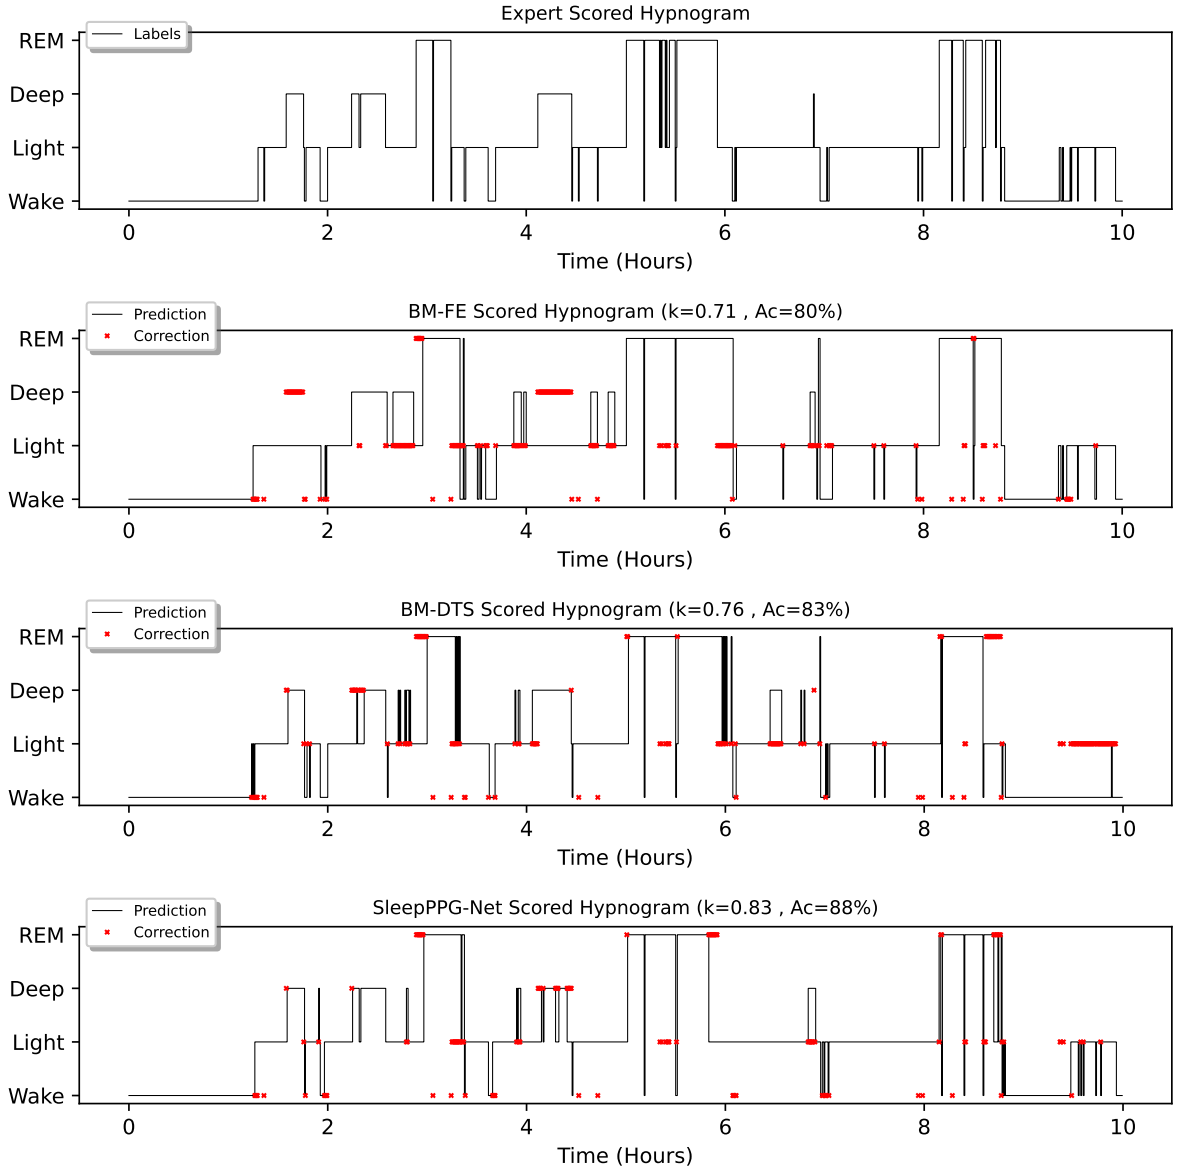 Expert Scored Hypnogram
Labels
REM
Deep
Light
Wake
0 2 4 6 8 10
Time (Hours)
BM-FE Scored Hypnogram (k=0.71 , Ac=80%)
Prediction
Correction
REM
Deep
Light
Wake
0 2 4 6 8 10
Time (Hours)
BM-DTS Scored Hypnogram (k=0.76 , Ac=83%)
Prediction
Correction
REM
Deep
Light
Wake
0 2 4 6 8 10
Time (Hours)
SleepPPG-Net Scored Hypnogram (k=0.83 , Ac=88%)
Prediction
Correction
REM
Deep
Light
Wake
0 2 4 6 8 10
Time (Hours)